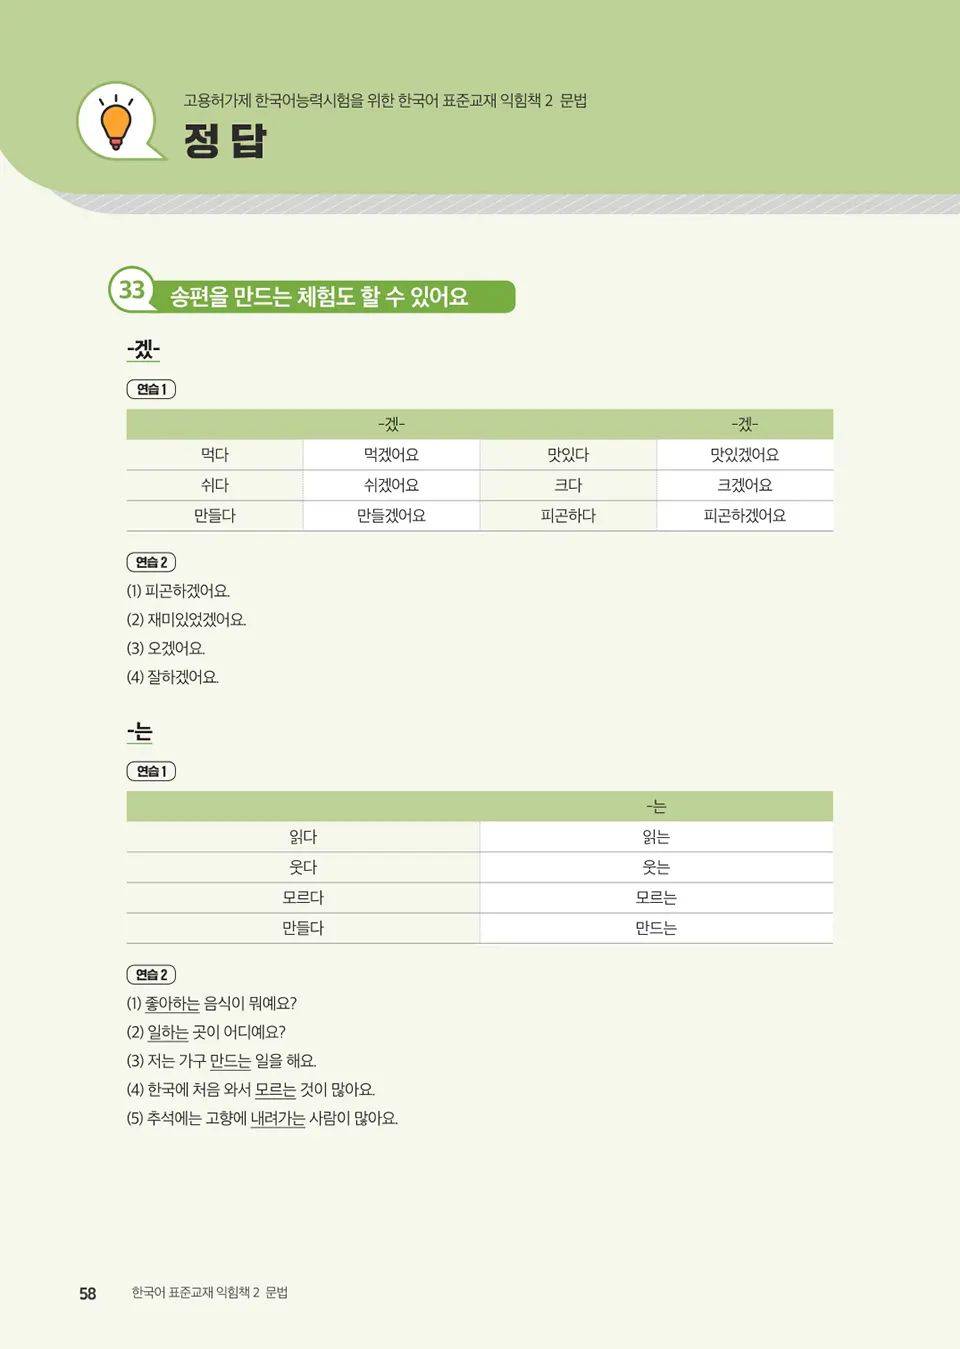 고용허가제 한국어능력시험을 위한 한국어 표준교재 익힘책 2 문법
정답
33 송편을 만드는 체험도 할 수 있어요
-겠-
연습 1
-겠- -겠-
먹다 먹겠어요 맛있다 맛있겠어요
쉬다 쉬겠어요 크다 크겠어요
만들다 만들겠어요 피곤하다 피곤하겠어요
연습 2
(1) 피곤하겠어요.
(2) 재미있었겠어요.
(3) 오겠어요.
(4) 잘하겠어요.
-는
연습 1
-는
읽다 읽는
웃다 웃는
모르다 모르는
만들다 만드는
연습 2
(1) 좋아하는 음식이 뭐예요?
(2) 일하는 곳이 어디예요?
(3) 저는 가구 만드는 일을 해요.
(4) 한국에 처음 와서 모르는 것이 많아요.
(5) 추석에는 고향에 내려가는 사람이 많아요.
58 한국어 표준교재 익힘책 2 문법